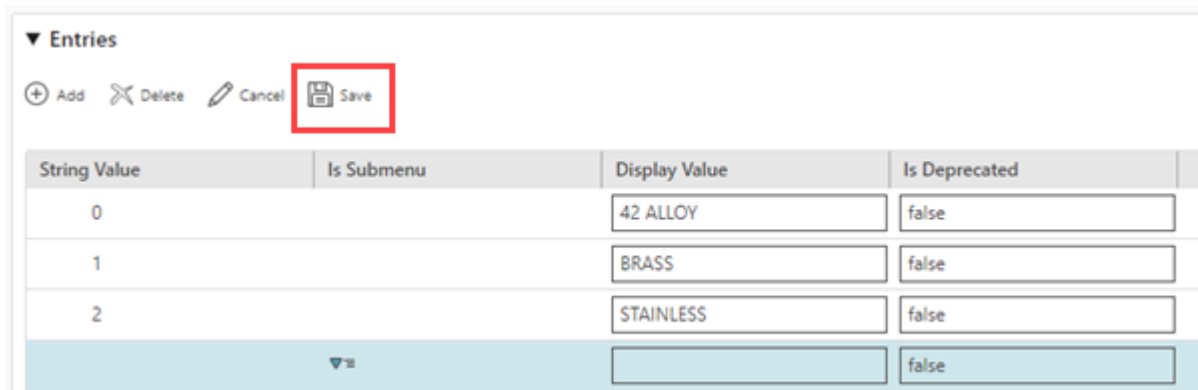 Entries
Add Delete Cancel Save
String Value Is Submenu Display Value Is Deprecated
0 42 ALLOY false
1 BRASS false
2 STAINLESS false
false